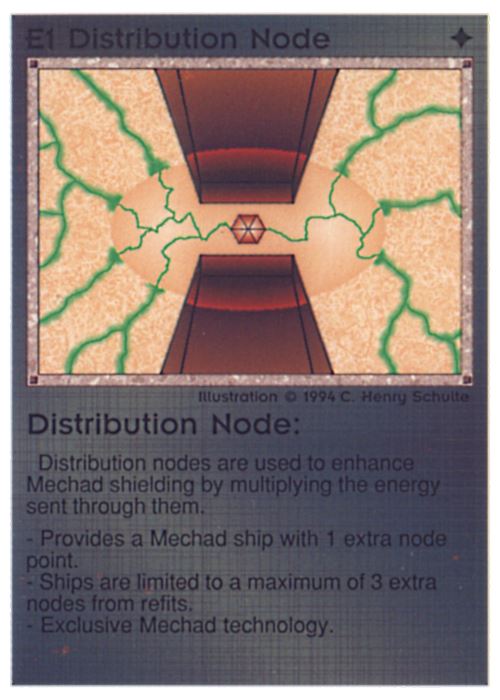 E1 Distribution Node
Illustration © 1994 C. Henry Schulte
Distribution Node:
Distribution nodes are used to enhance
Mechad shielding by multiplying the energy
sent through them.
- Provides a Mechad ship with 1 extra node
point.
- Ships are limited to a maximum of 3 extra
nodes from refits.
- Exclusive Mechad technology.